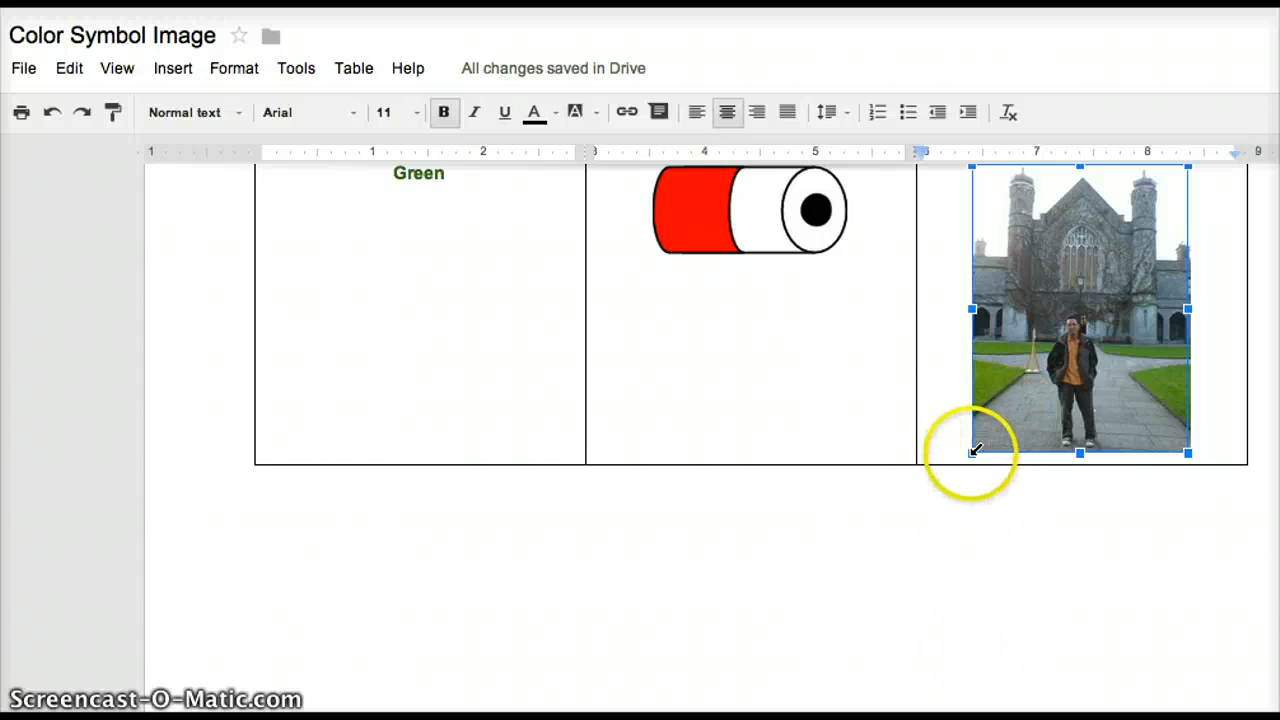 Color Symbol Image
File Edit View Insert Format Tools Table Help All changes saved in Drive
Normal text Arial 11 B I U A A
1 1 2 3 4 5 6 7 8 9
Green
Screencast-O-Matic.com